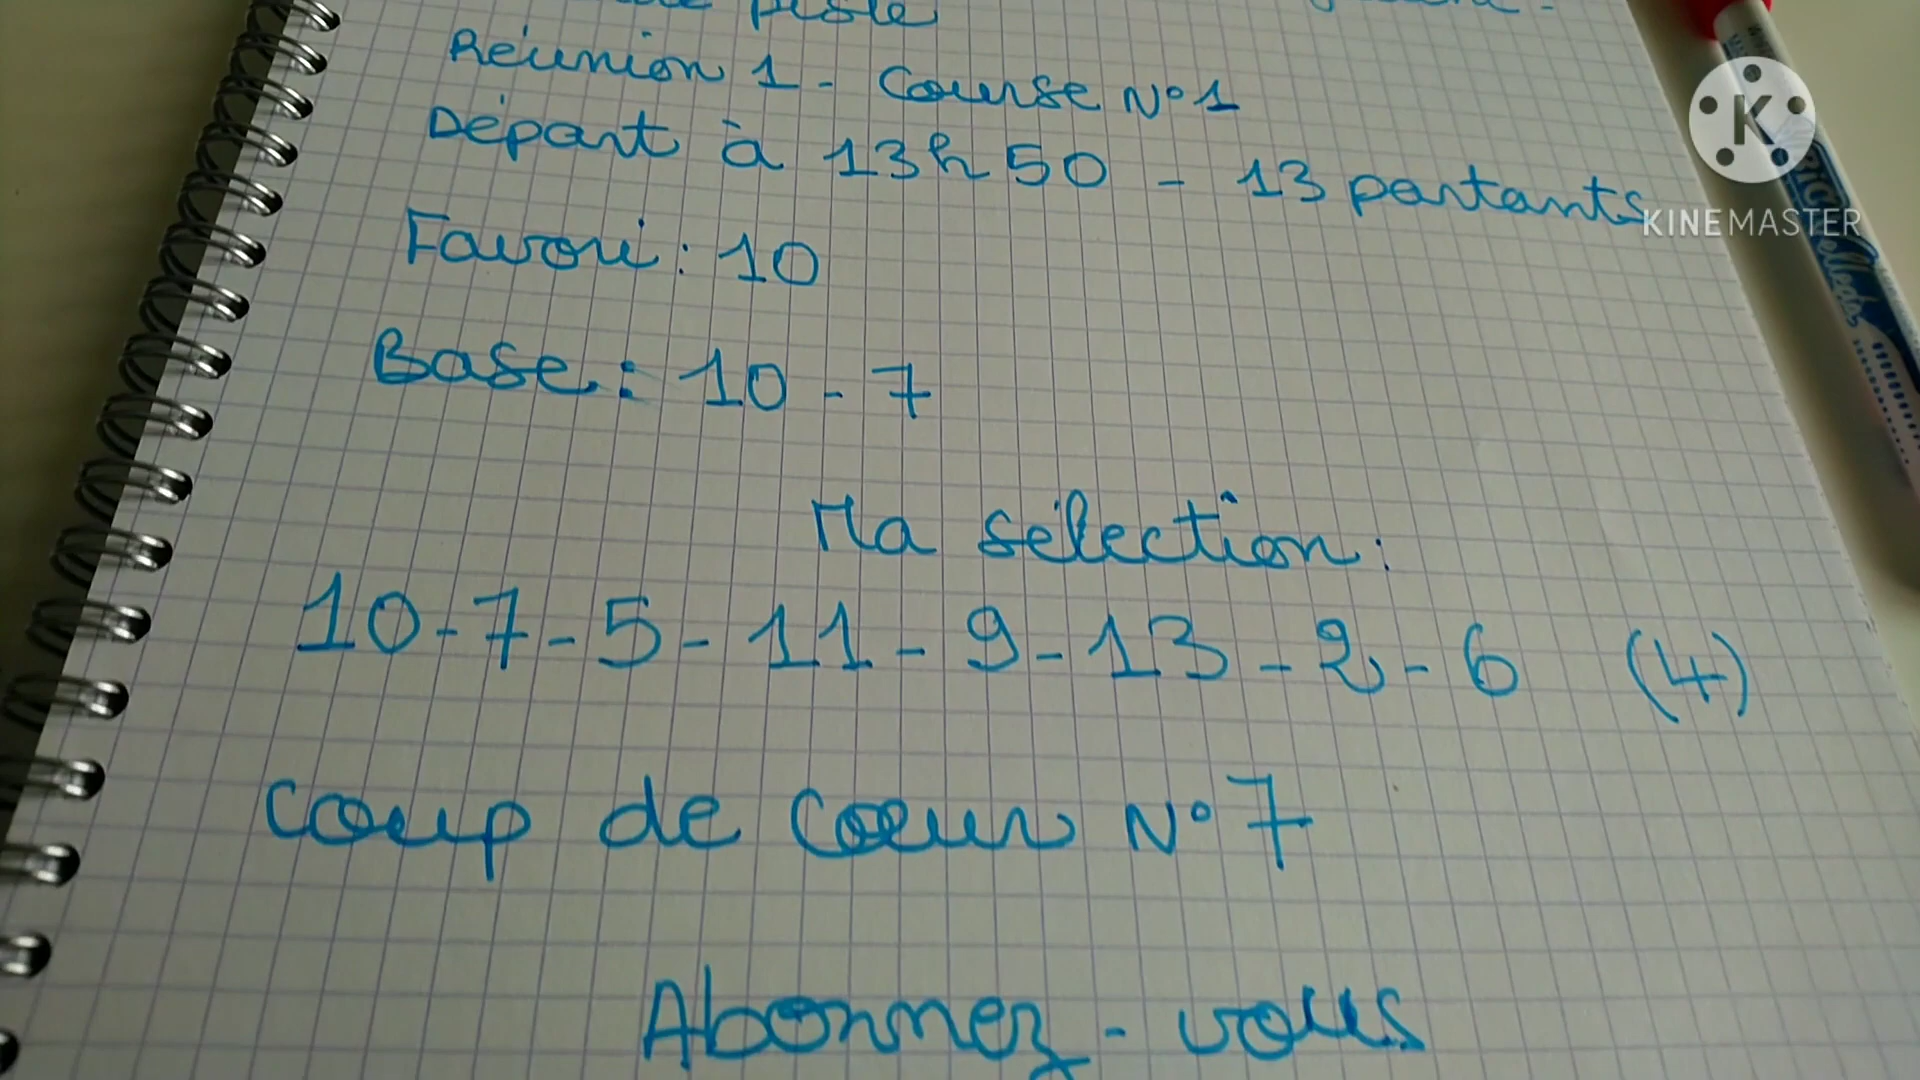 piste
Réunion 1 - Course N°1
Départ à 13h50 - 13 partants
Favori : 10
Base : 10 - 7
Ma sélection :
10 - 7 - 5 - 11 - 9 - 13 - 2 - 6 (4)
Coup de cœur N°7
Abonnez-vous
K
KINEMASTER